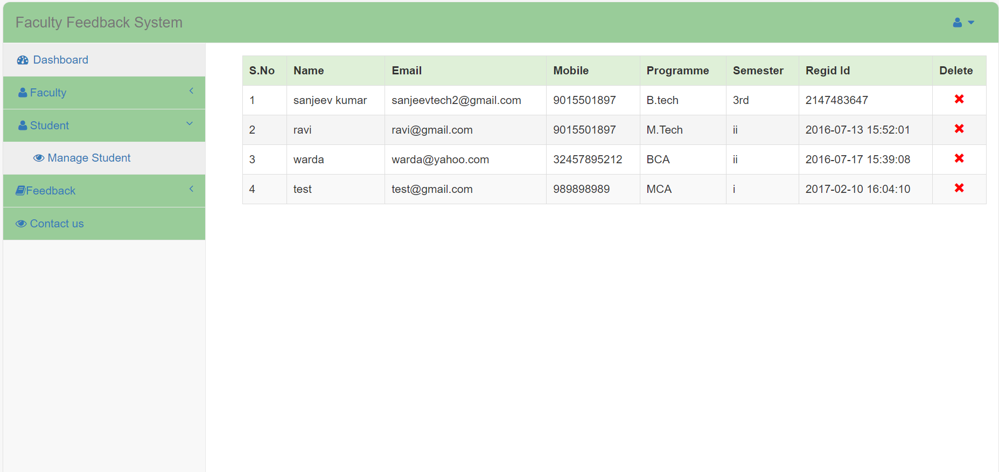 Faculty Feedback System
Dashboard
Faculty
Student
Manage Student
Feedback
Contact us
S.No Name Email Mobile Programme Semester Regid Id Delete
1 sanjeev kumar sanjeevtech2@gmail.com 9015501897 B.tech 3rd 2147483647
2 ravi ravi@gmail.com 9015501897 M.Tech ii 2016-07-13 15:52:01
3 warda warda@yahoo.com 32457895212 BCA ii 2016-07-17 15:39:08
4 test test@gmail.com 989898989 MCA i 2017-02-10 16:04:10